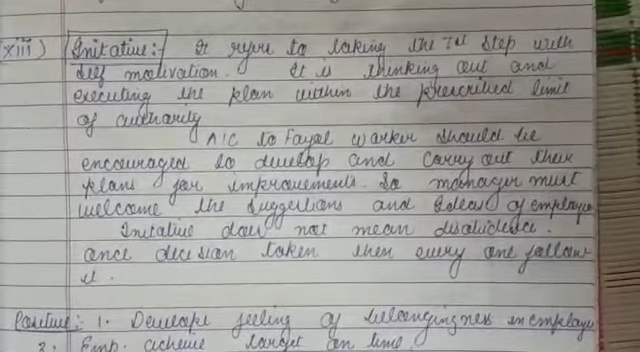 xiii) Initative:- It refers to taking the 1st step with
self motivation. It is thinking out and
executing the plan within the prescribed limit
of authority
A/C to Fayol worker should be
encouraged to develop and carry out their
plans for improvements. So manager must
welcome the suggestions and Ideas of employee
Initative does not mean disobidence.
once decision taken then every one follow
it.
Positive: 1. Develope feeling of belongingness in employee
2. Emp. achieve target on time.